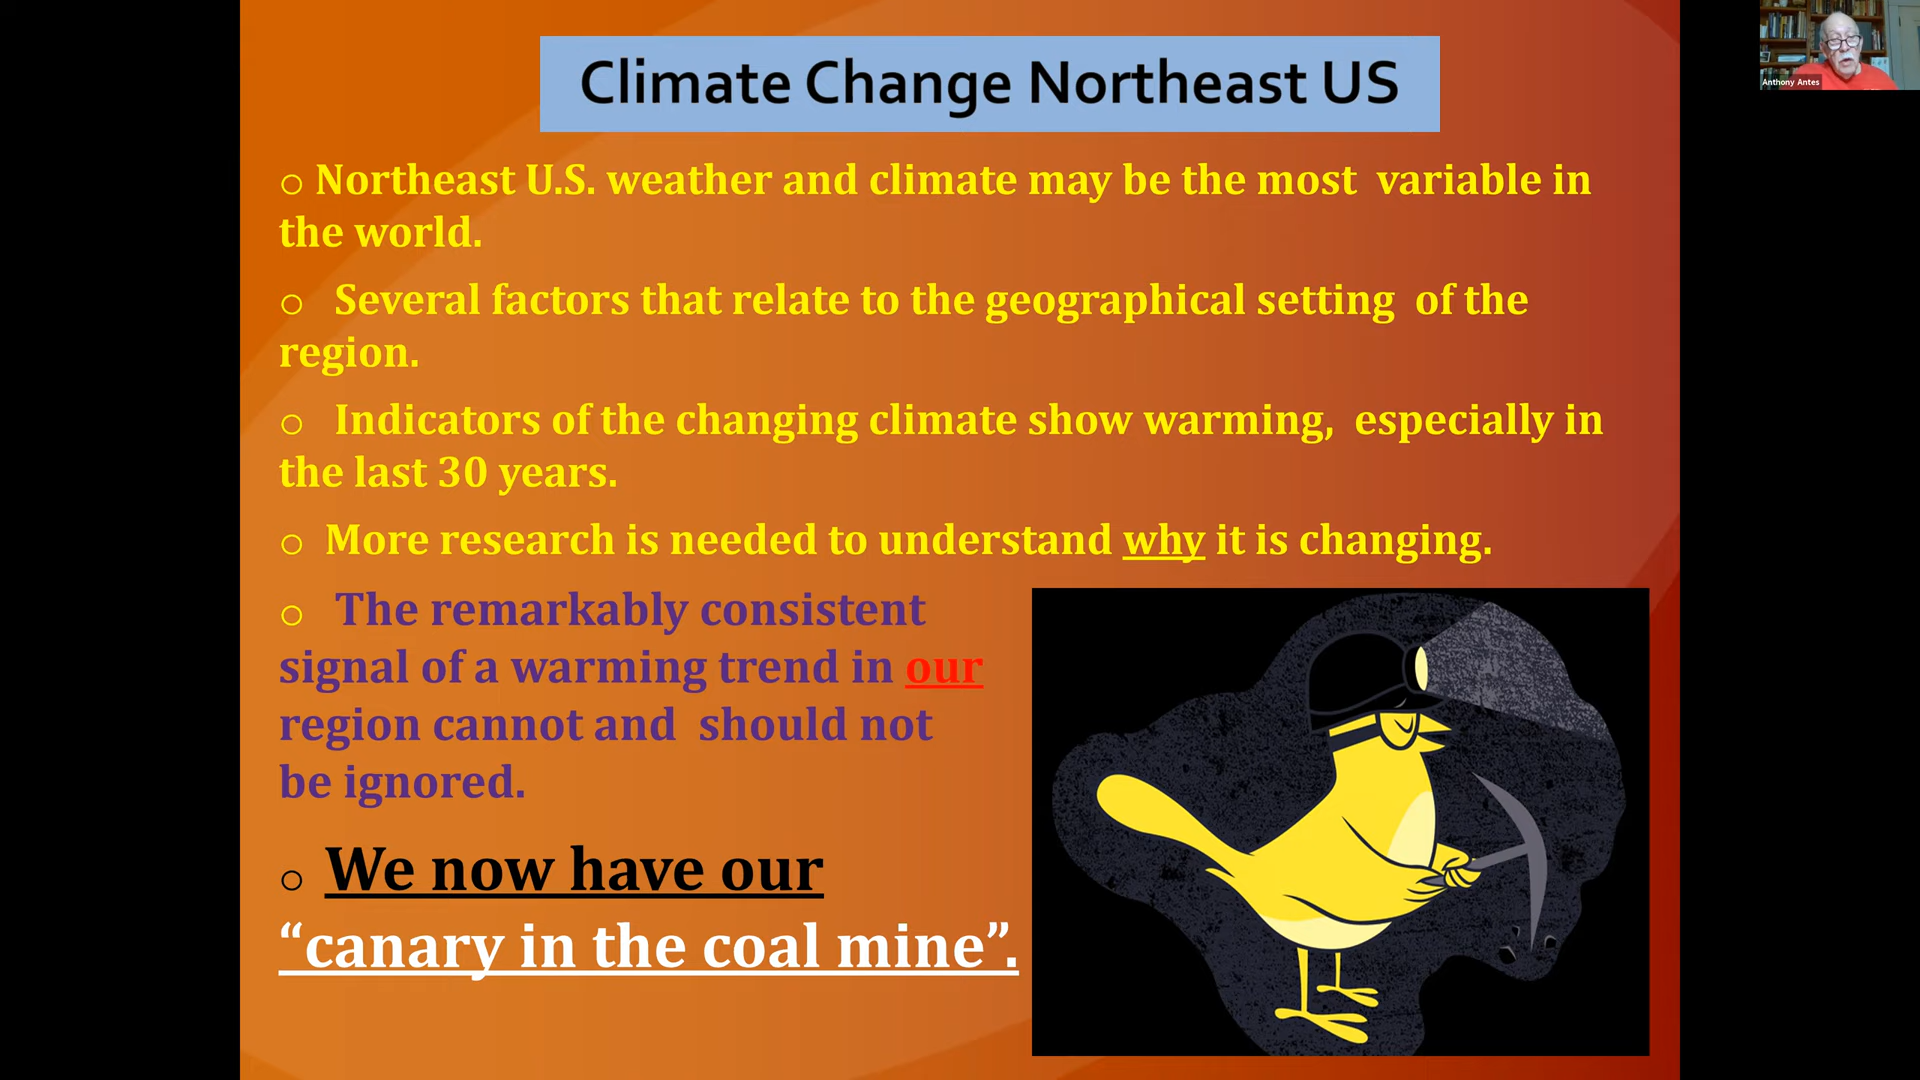 Climate Change Northeast US
Anthony Antes
o Northeast U.S. weather and climate may be the most variable in
the world.
o Several factors that relate to the geographical setting of the
region.
o Indicators of the changing climate show warming, especially in
the last 30 years.
o More research is needed to understand why it is changing.
o The remarkably consistent
signal of a warming trend in our
region cannot and should not
be ignored.
o We now have our
“canary in the coal mine”.